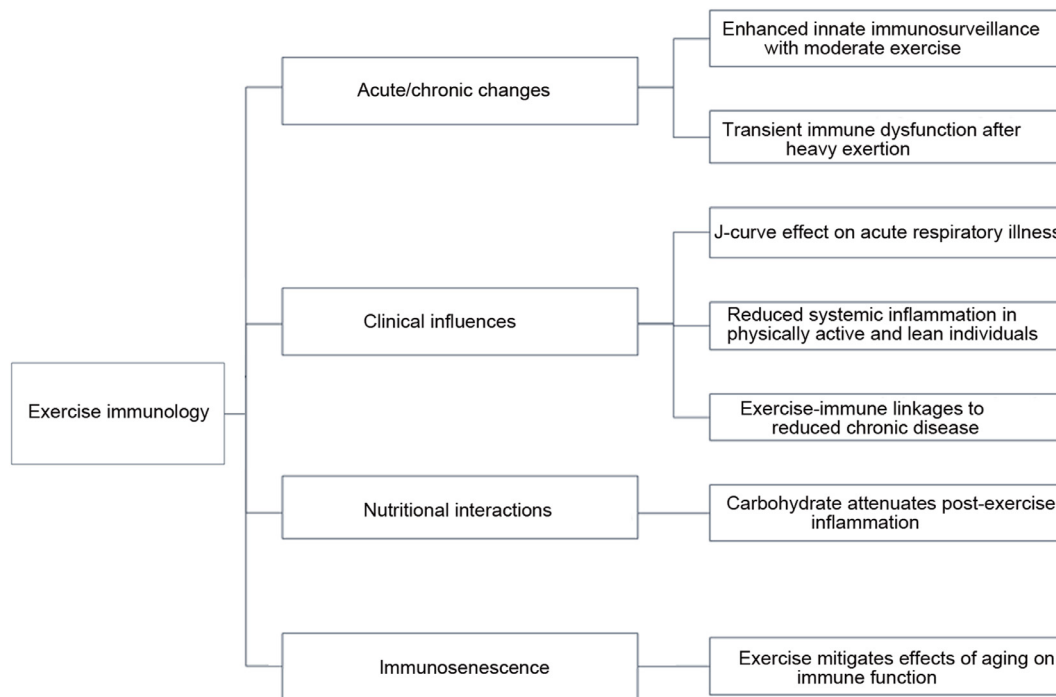 Exercise immunology
Acute/chronic changes
Enhanced innate immunosurveillance
with moderate exercise
Transient immune dysfunction after
heavy exertion
Clinical influences
J-curve effect on acute respiratory illness
Reduced systemic inflammation in
physically active and lean individuals
Exercise-immune linkages to
reduced chronic disease
Nutritional interactions
Carbohydrate attenuates post-exercise
inflammation
Immunosenescence
Exercise mitigates effects of aging on
immune function